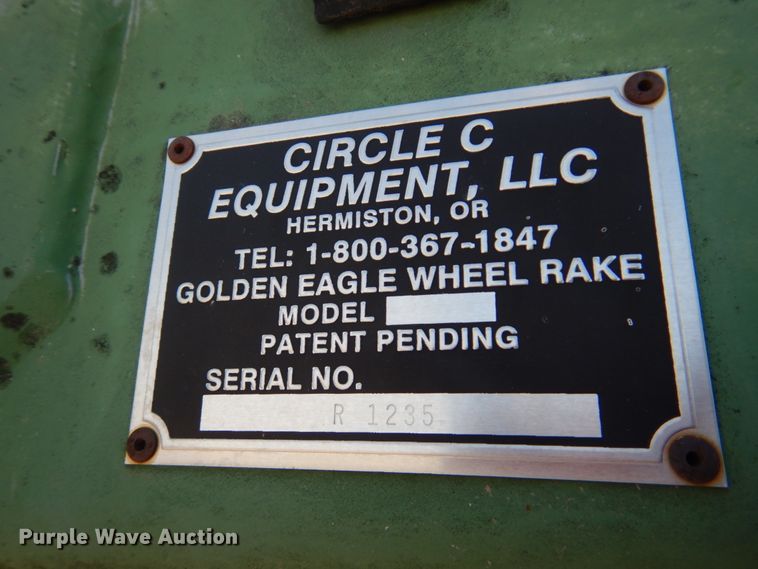 CIRCLE C
EQUIPMENT, LLC
HERMISTON, OR
TEL: 1-800-367-1847
GOLDEN EAGLE WHEEL RAKE
MODEL
PATENT PENDING
SERIAL NO.
R 1235
Purple Wave Auction